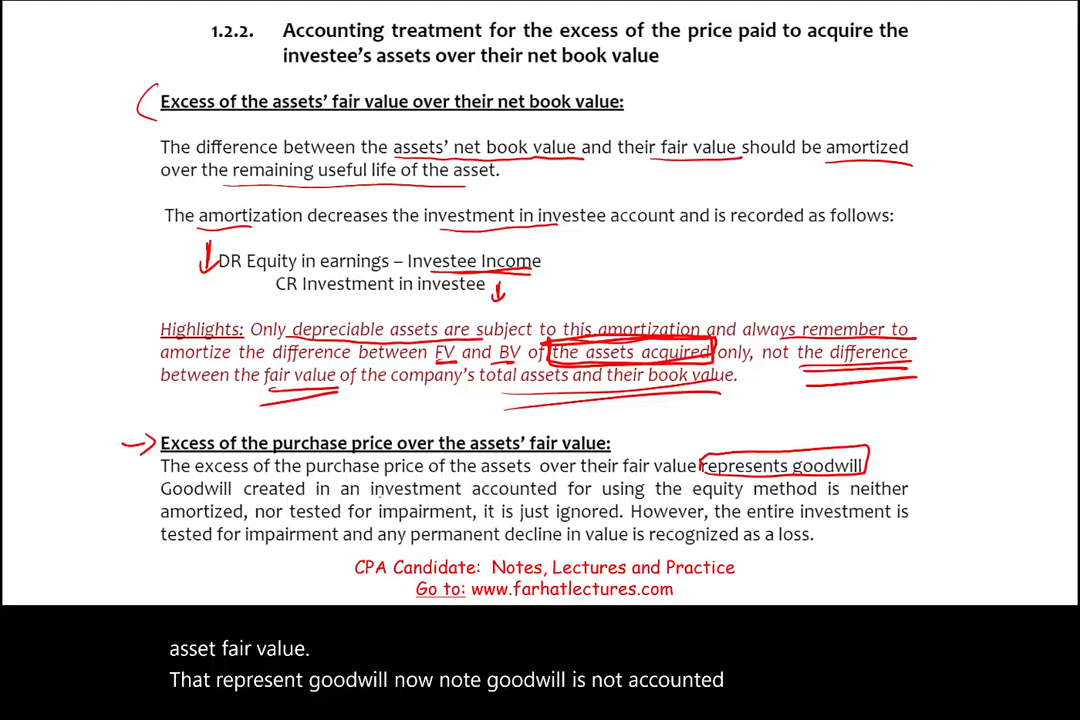 1.2.2. Accounting treatment for the excess of the price paid to acquire the
investee's assets over their net book value
Excess of the assets' fair value over their net book value:
The difference between the assets' net book value and their fair value should be amortized
over the remaining useful life of the asset.
The amortization decreases the investment in investee account and is recorded as follows:
DR Equity in earnings – Investee Income
CR Investment in investee
Highlights: Only depreciable assets are subject to this amortization and always remember to
amortize the difference between FV and BV of the assets acquired only, not the difference
between the fair value of the company's total assets and their book value.
Excess of the purchase price over the assets' fair value:
The excess of the purchase price of the assets over their fair value represents goodwill
Goodwill created in an investment accounted for using the equity method is neither
amortized, nor tested for impairment, it is just ignored. However, the entire investment is
tested for impairment and any permanent decline in value is recognized as a loss.
CPA Candidate: Notes, Lectures and Practice
Go to: www.farhatlectures.com
asset fair value.
That represent goodwill now note goodwill is not accounted